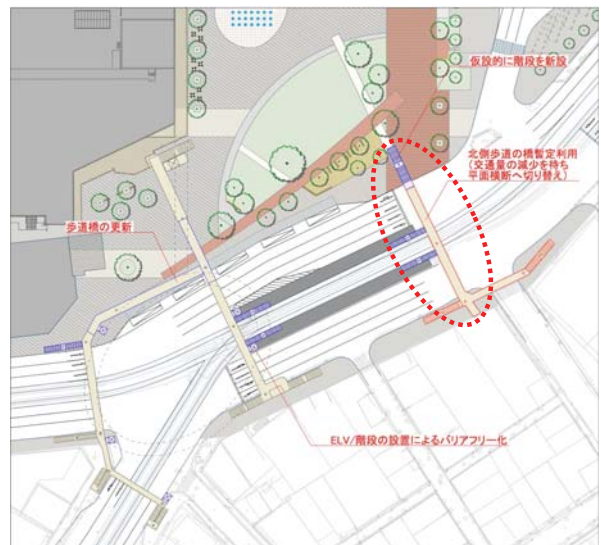 仮設的に階段を新設
北側歩道の橋暫定利用
(交通量の減少を待ち
平面横断へ切り替え)
歩道橋の更新
ELV/階段の設置によるバリアフリー化